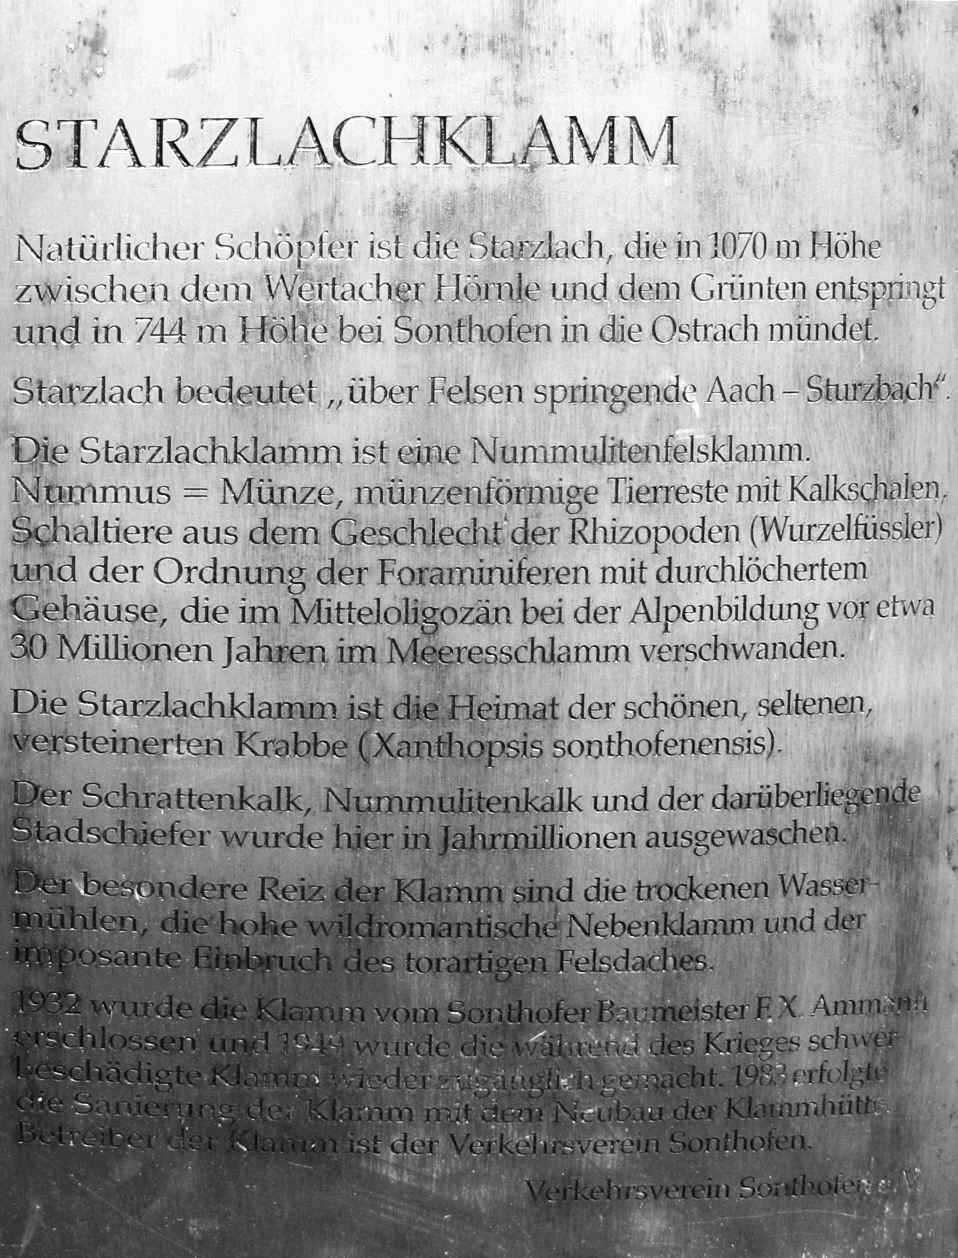 STARZLACHKLAMM
Natürlicher Schöpfer ist die Starzlach, die in 1070 m Höhe
zwischen dem Wertacher Hörnle und dem Grünten entspringt
und in 744 m Höhe bei Sonthofen in die Ostrach mündet.
Starzlach bedeutet „über Felsen springende Aach – Sturzbach“.
Die Starzlachklamm ist eine Nummulitenfelsklamm.
Nummus = Münze, münzenförmige Tierreste mit Kalkschalen,
Schaltiere aus dem Geschlecht der Rhizopoden (Wurzelfüssler)
und der Ordnung der Foraminiferen mit durchlöchertem
Gehäuse, die im Mitteloligozän bei der Alpenbildung vor etwa
30 Millionen Jahren im Meeresschlamm verschwanden.
Die Starzlachklamm ist die Heimat der schönen, seltenen,
versteinerten Krabbe (Xanthopsis sonthofenensis).
Der Schrattenkalk, Nummulitenkalk und der darüberliegende
Stadschiefer wurde hier in Jahrmillionen ausgewaschen.
Der besondere Reiz der Klamm sind die trockenen Wasser-
mühlen, die hohe wildromantische Nebenklamm und der
imposante Einbruch des torartigen Felsdaches.
1932 wurde die Klamm vom Sonthofer Baumeister F. X. Ammann
erschlossen und 1949 wurde die während des Krieges schwer
beschädigte Klamm wieder zugänglich gemacht. 1983 erfolgte
die Sanierung der Klamm mit dem Neubau der Klammhütte.
Betreiber der Klamm ist der Verkehrsverein Sonthofen.
Verkehrsverein Sonthofen e.V.